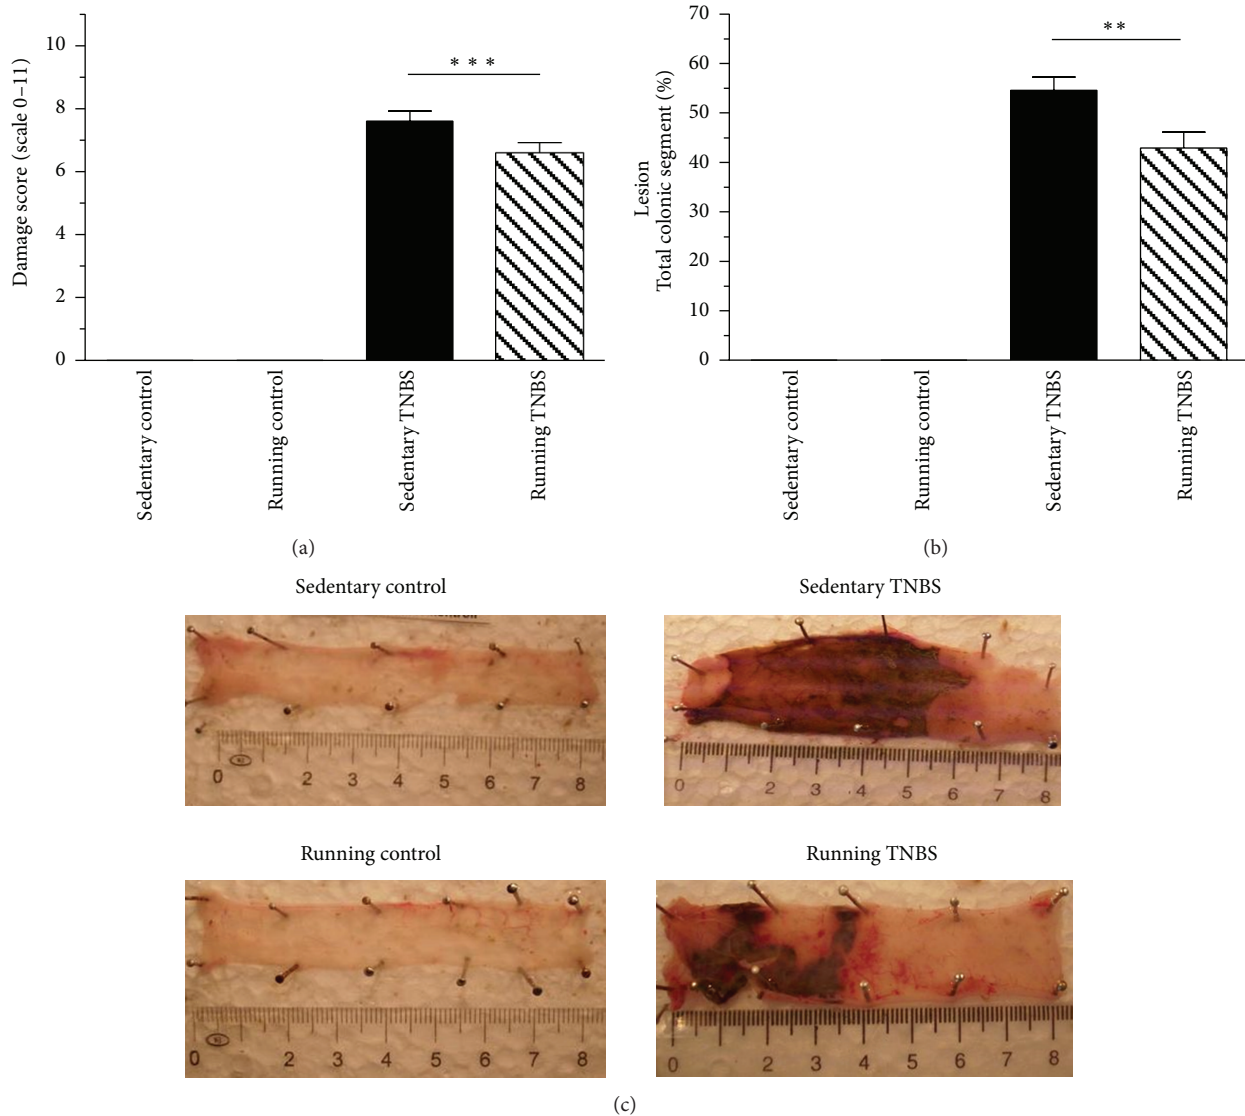 Damage score (scale 0–11)
10
8
6
4
2
0
* * *
Sedentary control
Running control
Sedentary TNBS
Running TNBS
(a)
Lesion
Total colonic segment (%)
70
60
50
40
30
20
10
0
* *
Sedentary control
Running control
Sedentary TNBS
Running TNBS
(b)
Sedentary control
Sedentary TNBS
0 2 3 4 5 6 7 8
0 2 3 4 5 6 7 8
Running control
Running TNBS
0 2 3 4 5 6 7 8
0 2 3 4 5 6 7 8
(c)